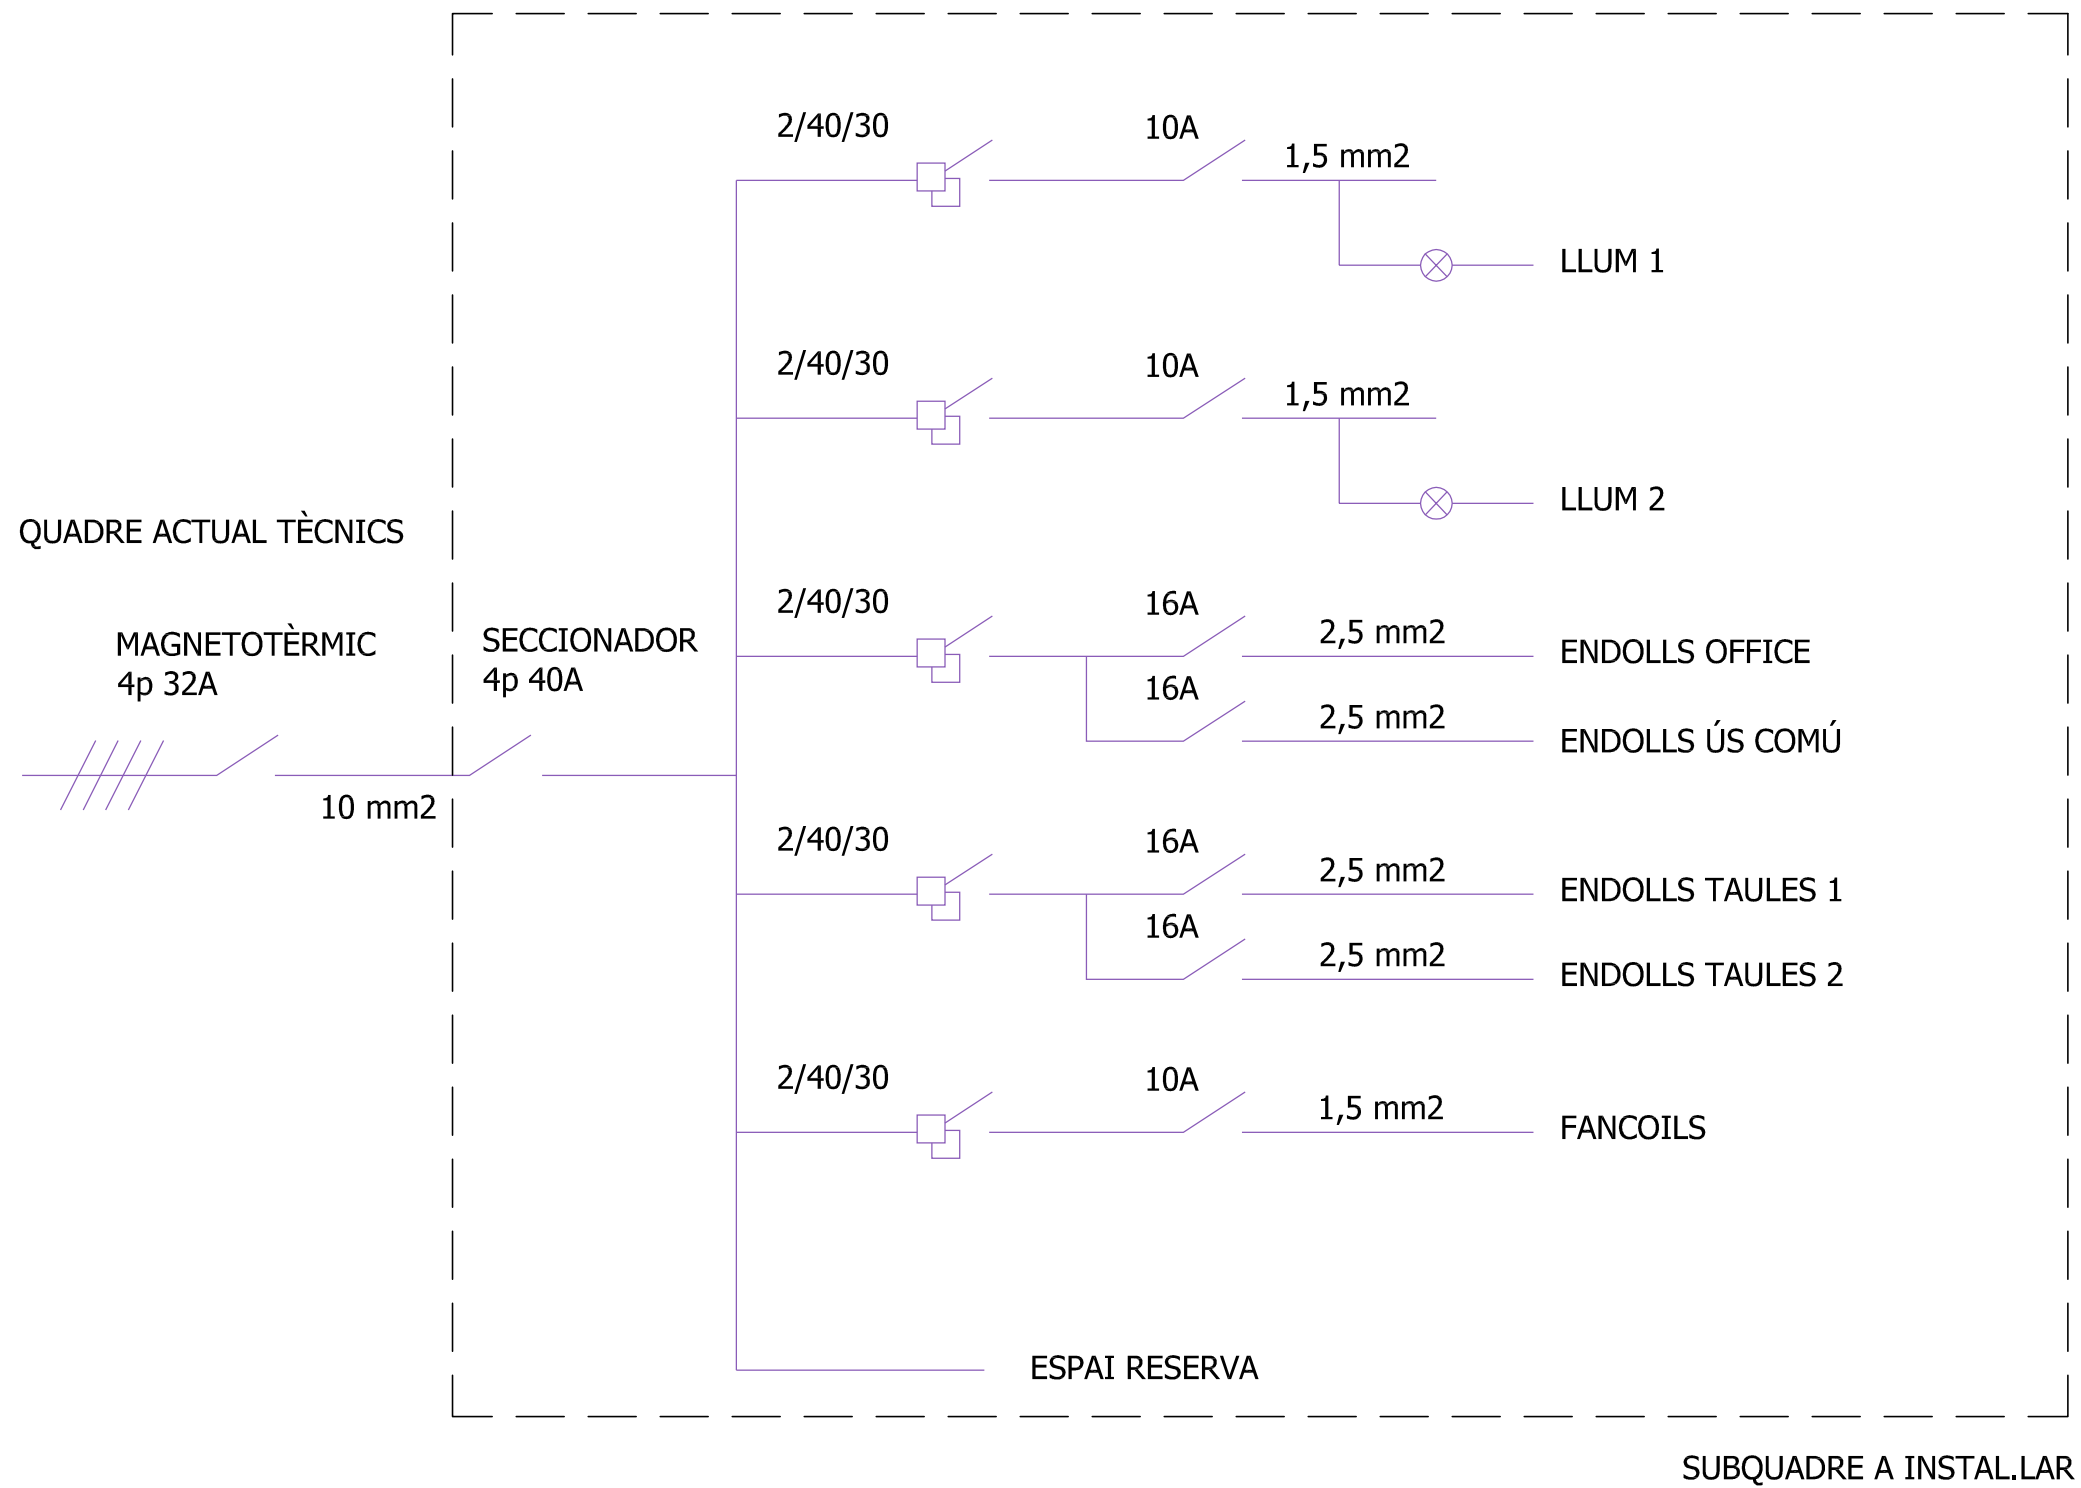 2/40/30
10A
1,5 mm2
LLUM 1
2/40/30
10A
1,5 mm2
LLUM 2
QUADRE ACTUAL TÈCNICS
MAGNETOTÈRMIC
4p 32A
10 mm2
SECCIONADOR
4p 40A
2/40/30
16A
2,5 mm2
ENDOLLS OFFICE
16A
2,5 mm2
ENDOLLS ÚS COMÚ
2/40/30
16A
2,5 mm2
ENDOLLS TAULES 1
16A
2,5 mm2
ENDOLLS TAULES 2
2/40/30
10A
1,5 mm2
FANCOILS
ESPAI RESERVA
SUBQUADRE A INSTAL.LAR